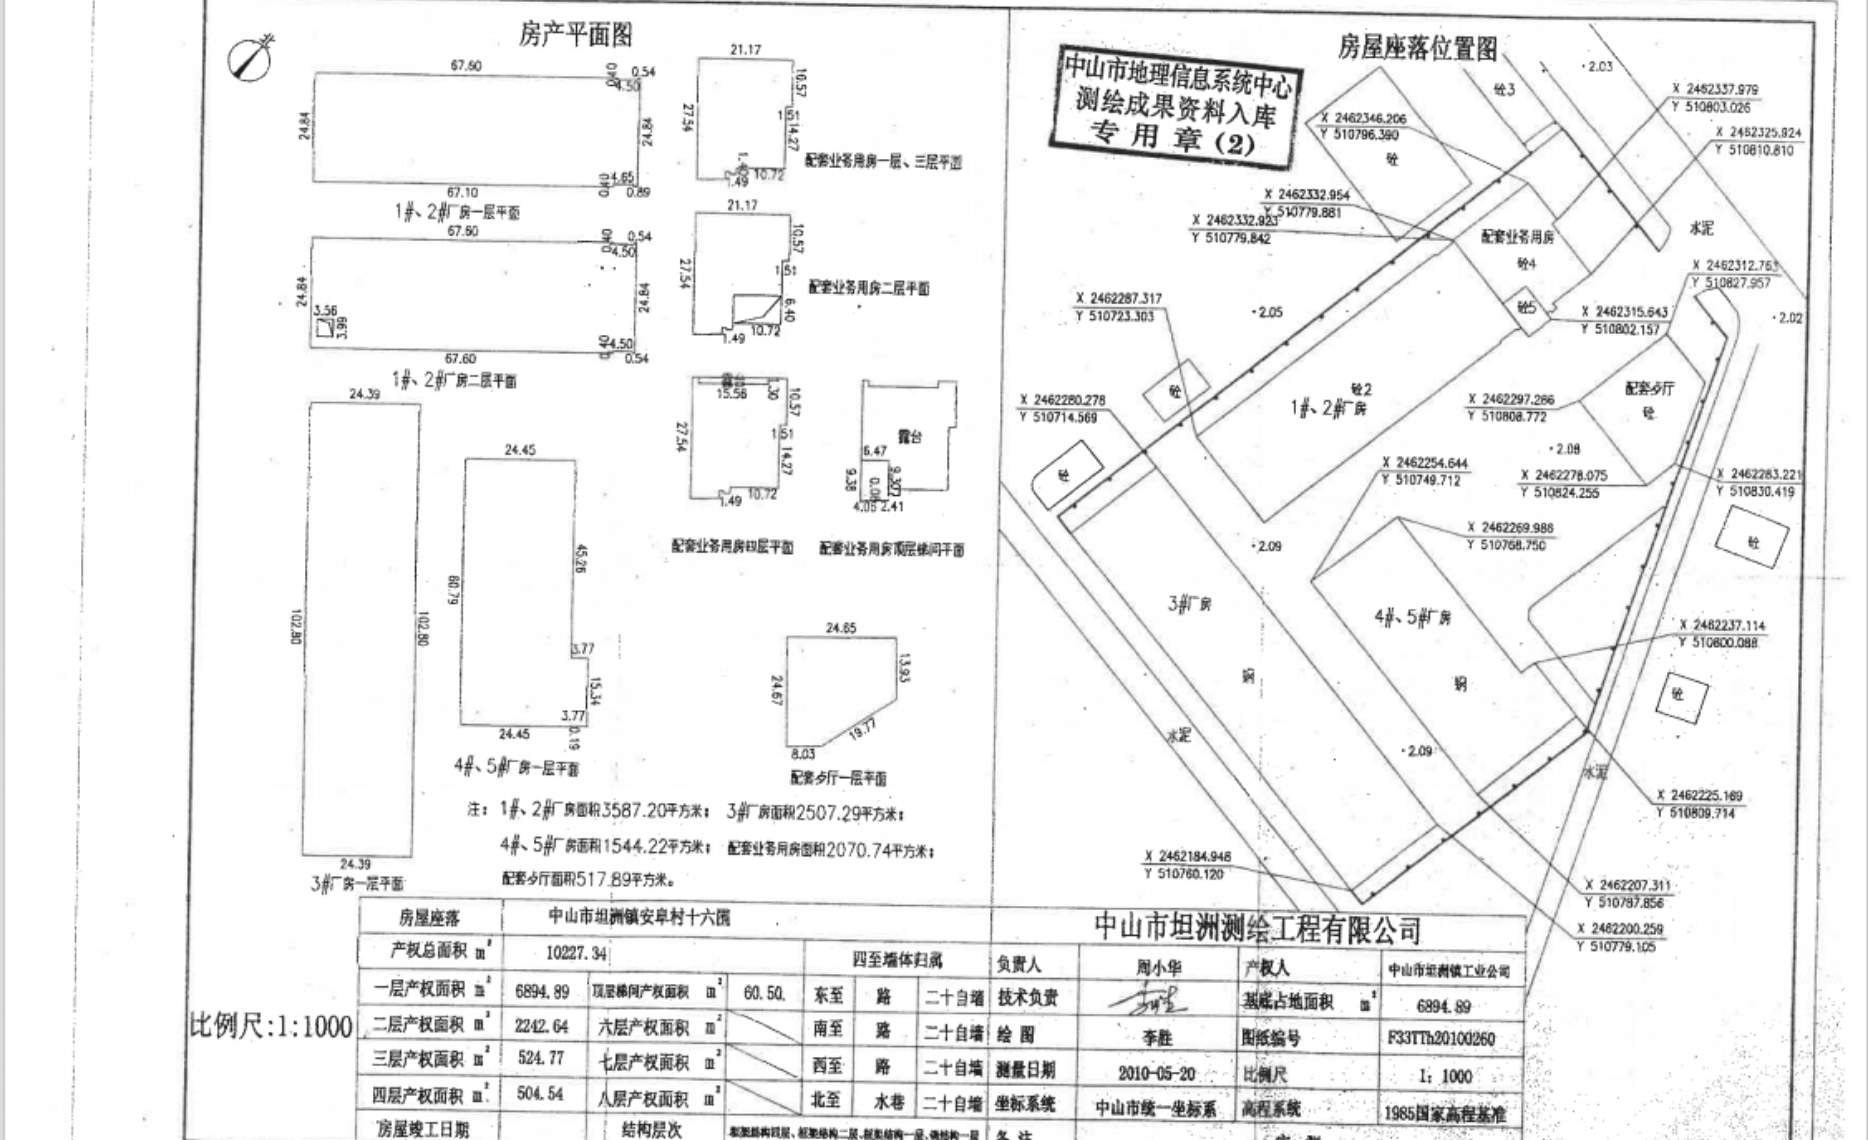 房产平面图
北
67.60
0.40
0.54
4.50
24.84
24.84
4.65
0.40
0.89
67.10
1#、2#厂房一层平面
67.60
0.40
0.54
4.50
24.84
24.84
3.56
3.99
4.50
0.40
0.54
67.60
1#、2#厂房二层平面
21.17
10.57
27.54
1.51
14.27
10.72
1.49
配套业务用房一层、三层平面
21.17
10.57
27.54
1.51
6.40
10.72
1.49
配套业务用房二层平面
露台
15.56
1.30
10.57
27.54
1.51
14.27
10.72
1.49
配套业务用房四层平面
露台
6.47
9.38
4.05 2.41
配套业务用房顶层梯间平面
24.39
102.80
102.80
24.39
3#厂房一层平面
24.45
45.26
60.79
3.77
15.34
3.77
24.45
0.19
4#、5#厂房一层平面
24.65
13.93
24.67
19.77
8.03
配套歺厅一层平面
注: 1#、2#厂房面积3587.20平方米; 3#厂房面积2507.29平方米;
4#、5#厂房面积1544.22平方米; 配套业务用房面积2070.74平方米;
配套歺厅面积517.89平方米。
中山市地理信息系统中心
测绘成果资料入库
专用章(2)
房屋座落位置图
砼3
2.03
X 2462337.979
Y 510803.026
X 2462346.206
Y 510796.390
砼
X 2462325.924
Y 510810.810
X 2462332.954
Y 510779.881
X 2462332.923
Y 510779.842
配套业务用房
砼4
水泥
X 2462312.763
Y 510827.957
X 2462287.317
Y 510723.303
2.05
砼5
X 2462315.643
Y 510802.157
2.02
砼
砼2
1#、2#厂房
配套歺厅
砼
X 2462280.278
Y 510714.569
X 2462297.286
Y 510808.772
2.08
砼
X 2462254.644
Y 510749.712
X 2462278.075
Y 510824.255
X 2462283.221
Y 510830.419
X 2462269.986
Y 510768.750
砼
2.09
3#厂房
4#、5#厂房
X 2462237.114
Y 510800.088
钢
钢
砼
水泥
2.09
水泥
X 2462225.169
Y 510809.714
X 2462184.946
Y 510760.120
X 2462207.311
Y 510787.856
X 2462200.259
Y 510779.105
比例尺:1:1000
房屋座落 中山市坦洲镇安阜村十六围 中山市坦洲测绘工程有限公司
产权总面积 m² 10227.34 四至墙体归属 负责人 周小华 产权人 中山市坦洲镇工业公司
一层产权面积 m² 6894.89 顶层梯间产权面积 m² 60.50. 东至 路 二十自墙 技术负责 基底占地面积 m² 6894.89
二层产权面积 m² 2242.64 六层产权面积 m² 南至 路 二十自墙 绘 图 李胜 图纸编号 F33TTh20100260
三层产权面积 m² 524.77 七层产权面积 m² 西至 路 二十自墙 测量日期 2010-05-20 比例尺 1:1000
四层产权面积 m² 504.54 八层产权面积 m² 北至 水巷 二十自墙 坐标系统 中山市统一坐标系 高程系统 1985国家高程基准
房屋竣工日期 结构层次 备 注